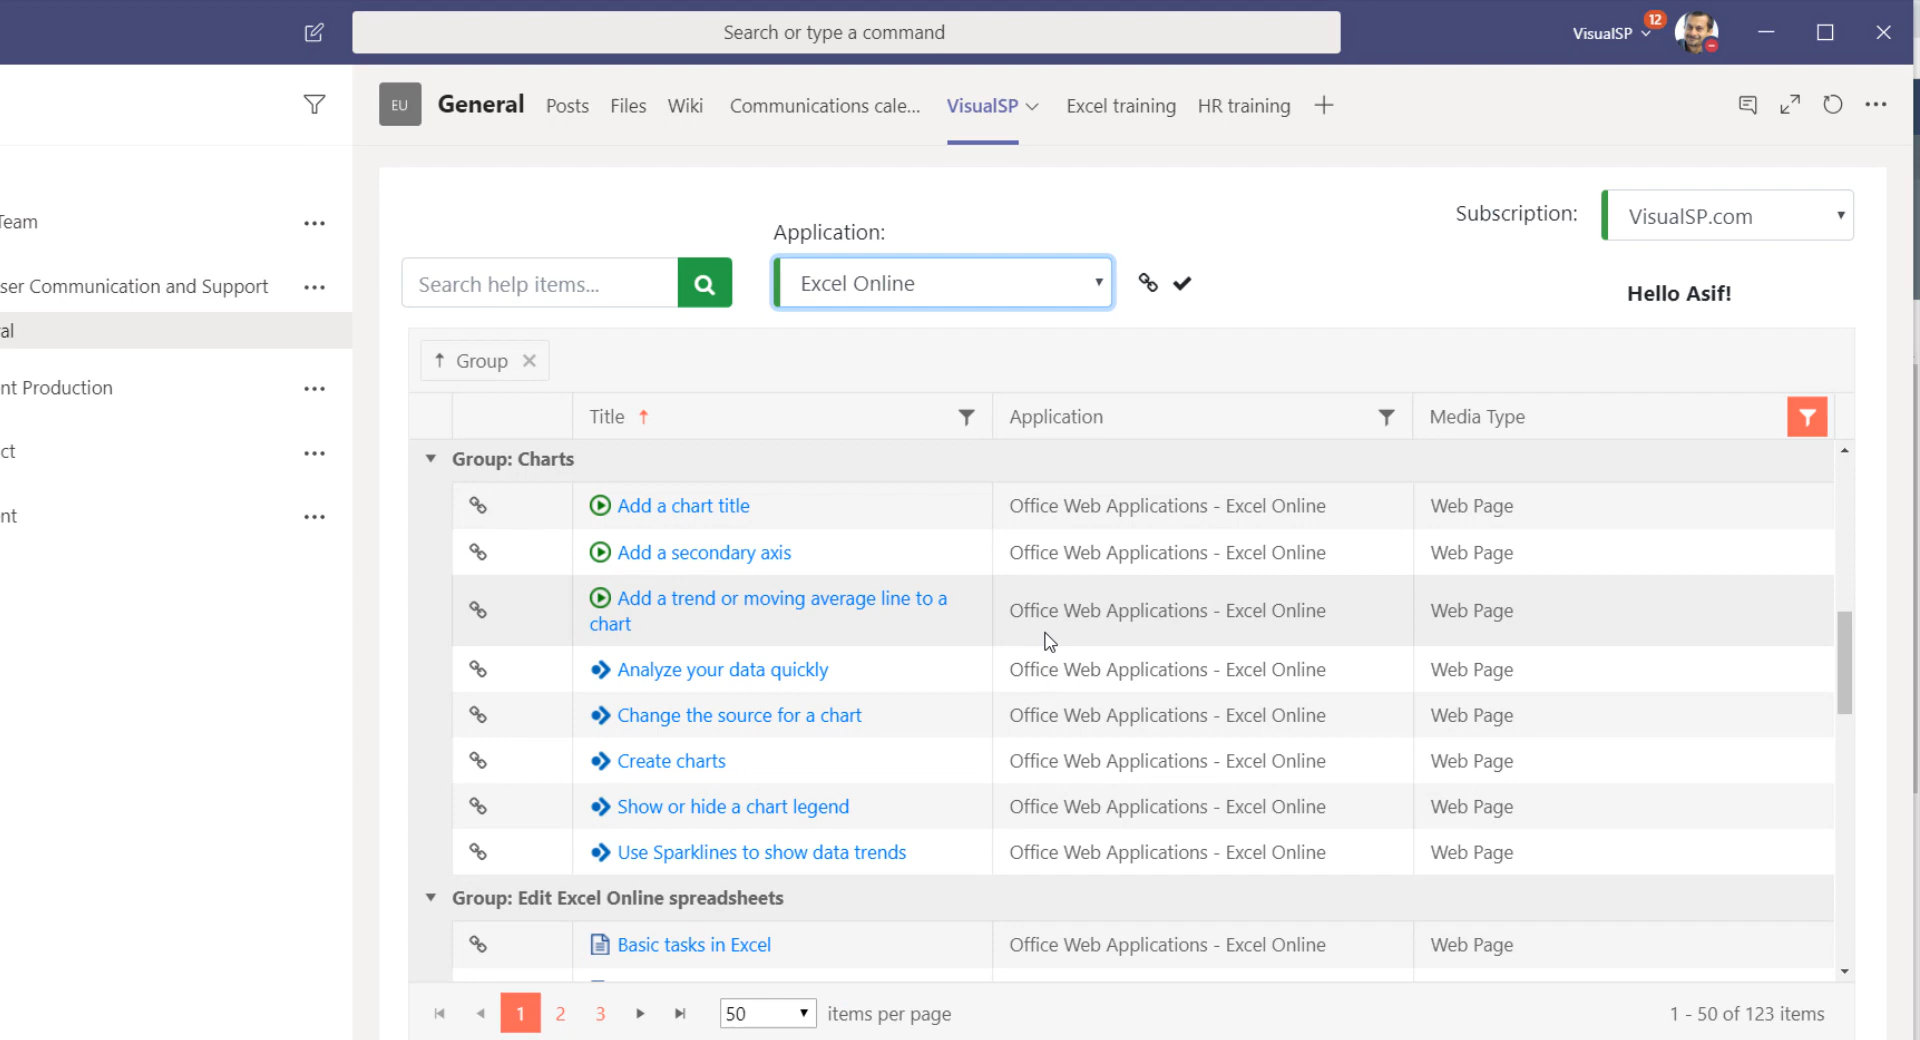 Search or type a command
VisualSP
12
EU
General
Posts
Files
Wiki
Communications cale...
VisualSP
Excel training
HR training
Team
ser Communication and Support
al
nt Production
ct
nt
Subscription:
VisualSP.com
Application:
Search help items...
Excel Online
Hello Asif!
Group
Title
Application
Media Type
Group: Charts
Add a chart title
Office Web Applications - Excel Online
Web Page
Add a secondary axis
Office Web Applications - Excel Online
Web Page
Add a trend or moving average line to a
chart
Office Web Applications - Excel Online
Web Page
Analyze your data quickly
Office Web Applications - Excel Online
Web Page
Change the source for a chart
Office Web Applications - Excel Online
Web Page
Create charts
Office Web Applications - Excel Online
Web Page
Show or hide a chart legend
Office Web Applications - Excel Online
Web Page
Use Sparklines to show data trends
Office Web Applications - Excel Online
Web Page
Group: Edit Excel Online spreadsheets
Basic tasks in Excel
Office Web Applications - Excel Online
Web Page
1
2
3
50
items per page
1 - 50 of 123 items